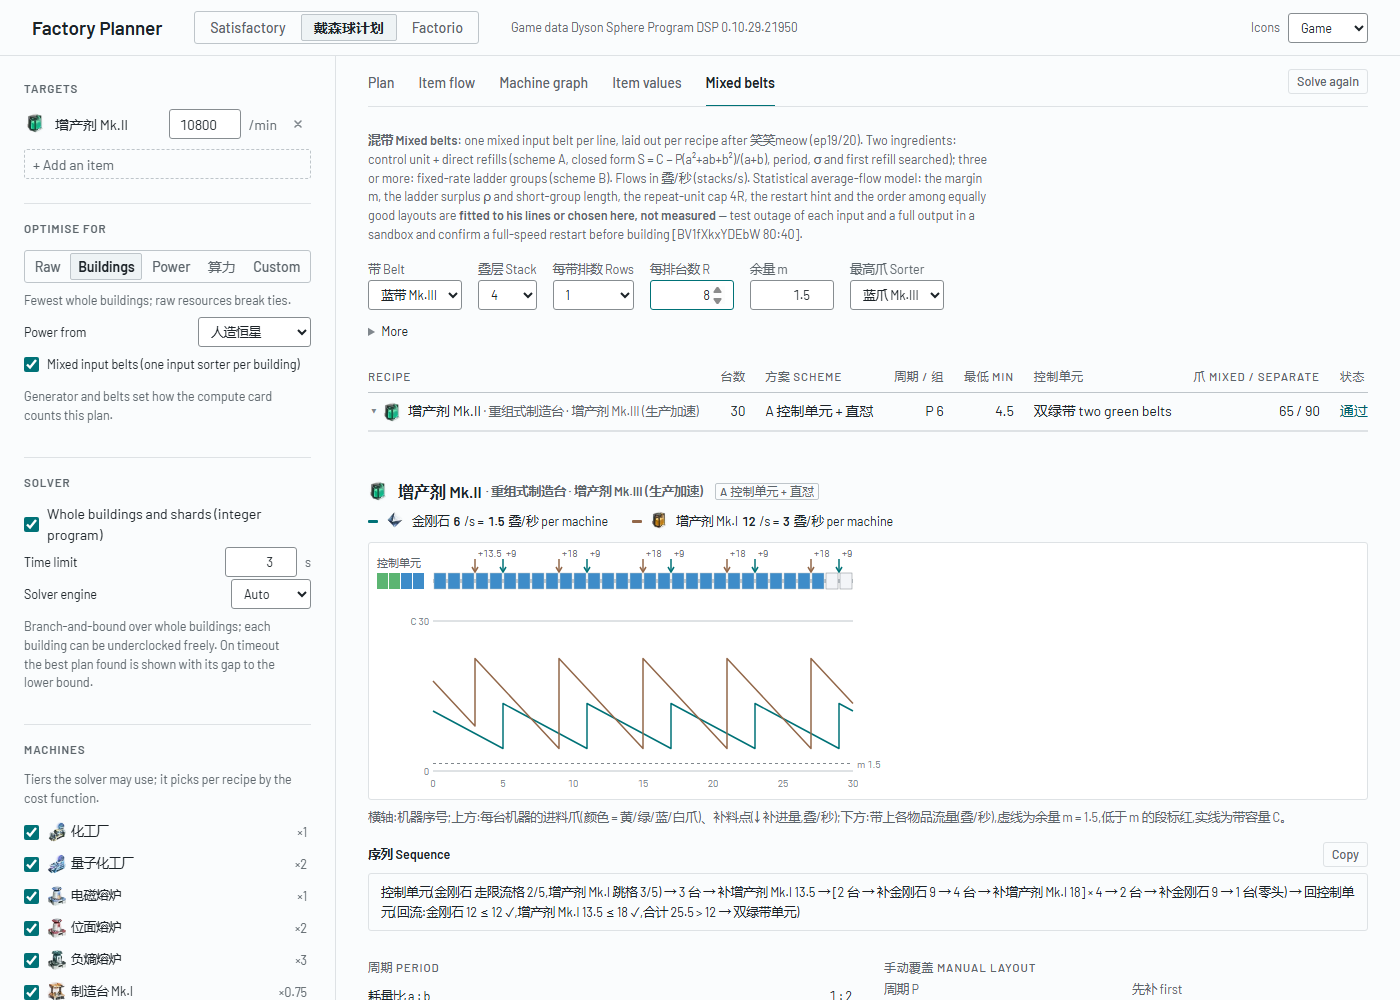 Factory Planner
Satisfactory 戴森球计划 Factorio
Game data Dyson Sphere Program DSP 0.10.29.21950
Icons Game
TARGETS
增产剂 Mk.II 10800 /min ×
+ Add an item
OPTIMISE FOR
Raw Buildings Power 算力 Custom
Fewest whole buildings; raw resources break ties.
Power from 人造恒星
Mixed input belts (one input sorter per building)
Generator and belts set how the compute card
counts this plan.
SOLVER
Whole buildings and shards (integer
program)
Time limit 3 s
Solver engine Auto
Branch-and-bound over whole buildings; each
building can be underclocked freely. On timeout
the best plan found is shown with its gap to the
lower bound.
MACHINES
Tiers the solver may use; it picks per recipe by the
cost function.
化工厂 ×1
量子化工厂 ×2
电磁熔炉 ×1
位面熔炉 ×2
负熵熔炉 ×3
制造台 Mk.I ×0.75
Plan Item flow Machine graph Item values Mixed belts Solve again
混带 Mixed belts: one mixed input belt per line, laid out per recipe after 笑笑meow (ep19/20). Two ingredients:
control unit + direct refills (scheme A, closed form S = C − P(a²+ab+b²)/(a+b), period, σ and first refill searched); three
or more: fixed-rate ladder groups (scheme B). Flows in 叠/秒 (stacks/s). Statistical average-flow model: the margin
m, the ladder surplus ρ and short-group length, the repeat-unit cap 4R, the restart hint and the order among equally
good layouts are fitted to his lines or chosen here, not measured — test outage of each input and a full output in a
sandbox and confirm a full-speed restart before building [BV1fXkxYDEbW 80:40].
带 Belt 叠层 Stack 每带排数 Rows 每排台数 R 余量 m 最高爪 Sorter
蓝带 Mk.III 4 1 8 1.5 蓝爪 Mk.III
More
RECIPE 台数 方案 SCHEME 周期 / 组 最低 MIN 控制单元 爪 MIXED / SEPARATE 状态
增产剂 Mk.II · 重组式制造台 · 增产剂 Mk.III (生产加速) 30 A 控制单元 + 直怼 P 6 4.5 双绿带 two green belts 65 / 90 通过
增产剂 Mk.II · 重组式制造台 · 增产剂 Mk.III (生产加速) A 控制单元 + 直怼
金刚石 6 /s = 1.5 叠/秒 per machine 增产剂 Mk.I 12 /s = 3 叠/秒 per machine
控制单元 +13.5 +9 +18 +9 +18 +9 +18 +9 +18 +9
C 30
m 1.5
0
0 5 10 15 20 25 30
横轴:机器序号;上方:每台机器的进料爪(颜色 = 黄/绿/蓝/白爪)、补料点(↓ 补进量,叠/秒);下方:带上各物品流量(叠/秒),虚线为余量 m = 1.5,低于 m 的段标红,实线为带容量 C。
序列 Sequence Copy
控制单元(金刚石 走限流格 2/5,增产剂 Mk.I 跳格 3/5) → 3 台 → 补增产剂 Mk.I 13.5 → [2 台 → 补金刚石 9 → 4 台 → 补增产剂 Mk.I 18] × 4 → 2 台 → 补金刚石 9 → 1 台(零头) → 回控制单
元(回流:金刚石 12 ≤ 12 ✓,增产剂 Mk.I 13.5 ≤ 18 ✓,合计 25.5 > 12 → 双绿带单元)
周期 PERIOD 手动覆盖 MANUAL LAYOUT
耗量比 a : b 1 : 2 周期 P 先补 first